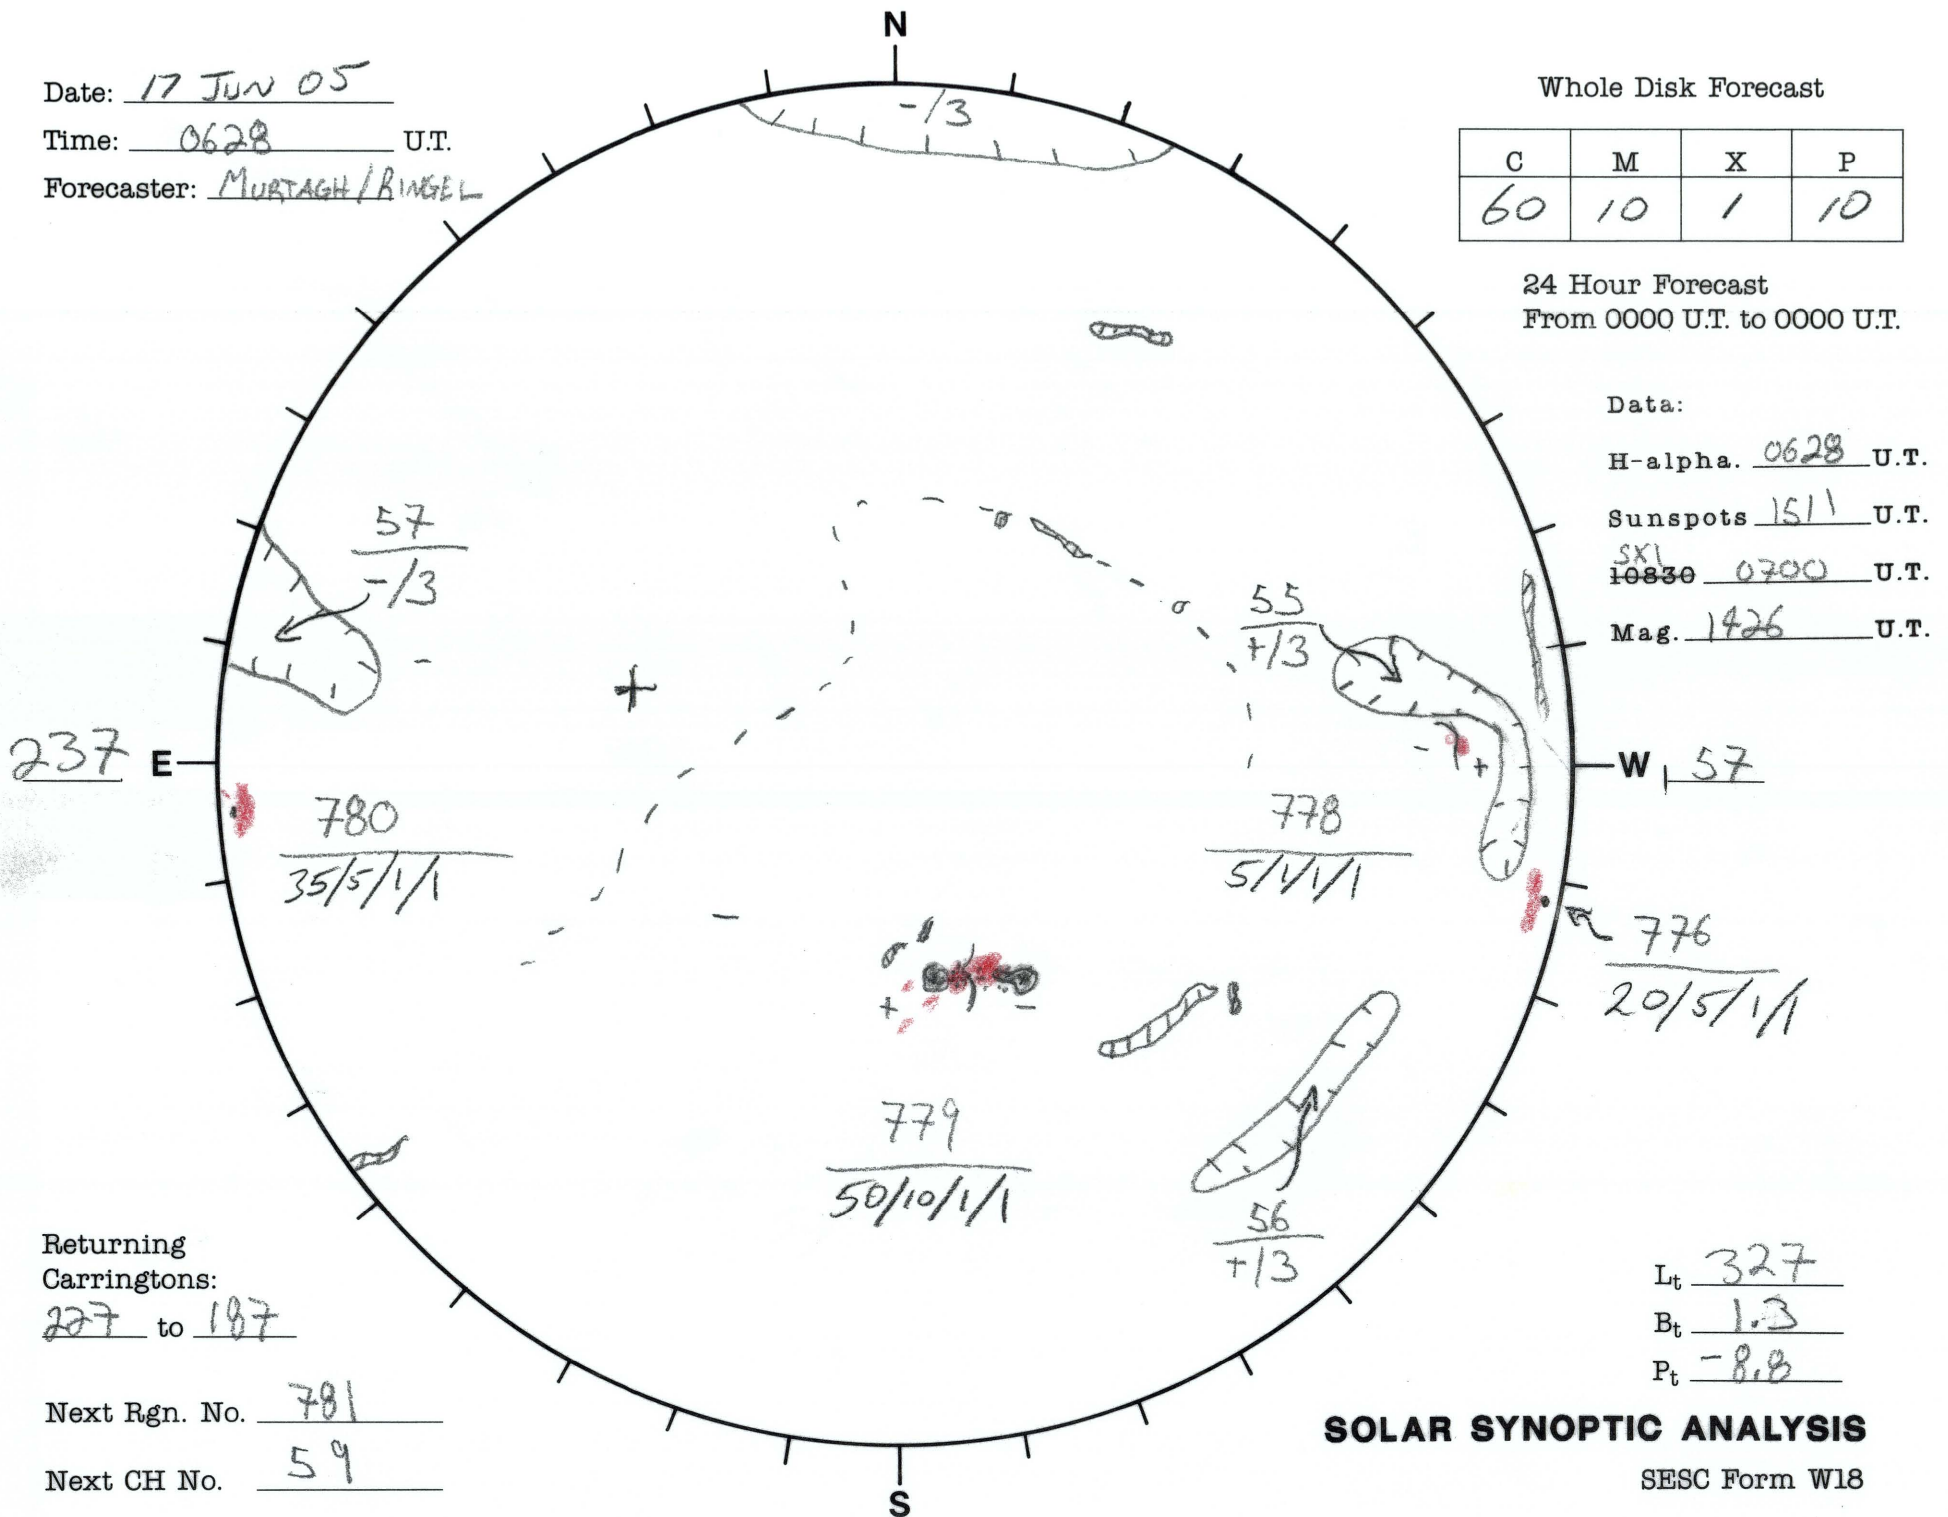 N
Date: 17 JUN 05
Time: 0628 U.T.
Forecaster: MURTAGH/RINGEL
Whole Disk Forecast
C M X P
60 10 1 10
24 Hour Forecast
From 0000 U.T. to 0000 U.T.
Data:
H-alpha. 0628 U.T.
Sunspots 1511 U.T.
SXI
10830 0700 U.T.
Mag. 1426 U.T.
-/3
57
-/3
-
+
55
+/3
- +
237 E
W 57
780
35/5/1/1
778
5/1/1/1
776
20/5/1/1
-
+ -
779
50/10/1/1
56
+/3
Returning
Carringtons:
227 to 187
Next Rgn. No. 781
Next CH No. 59
Lt 327
Bt 1.3
Pt -8.8
SOLAR SYNOPTIC ANALYSIS
SESC Form W18
S